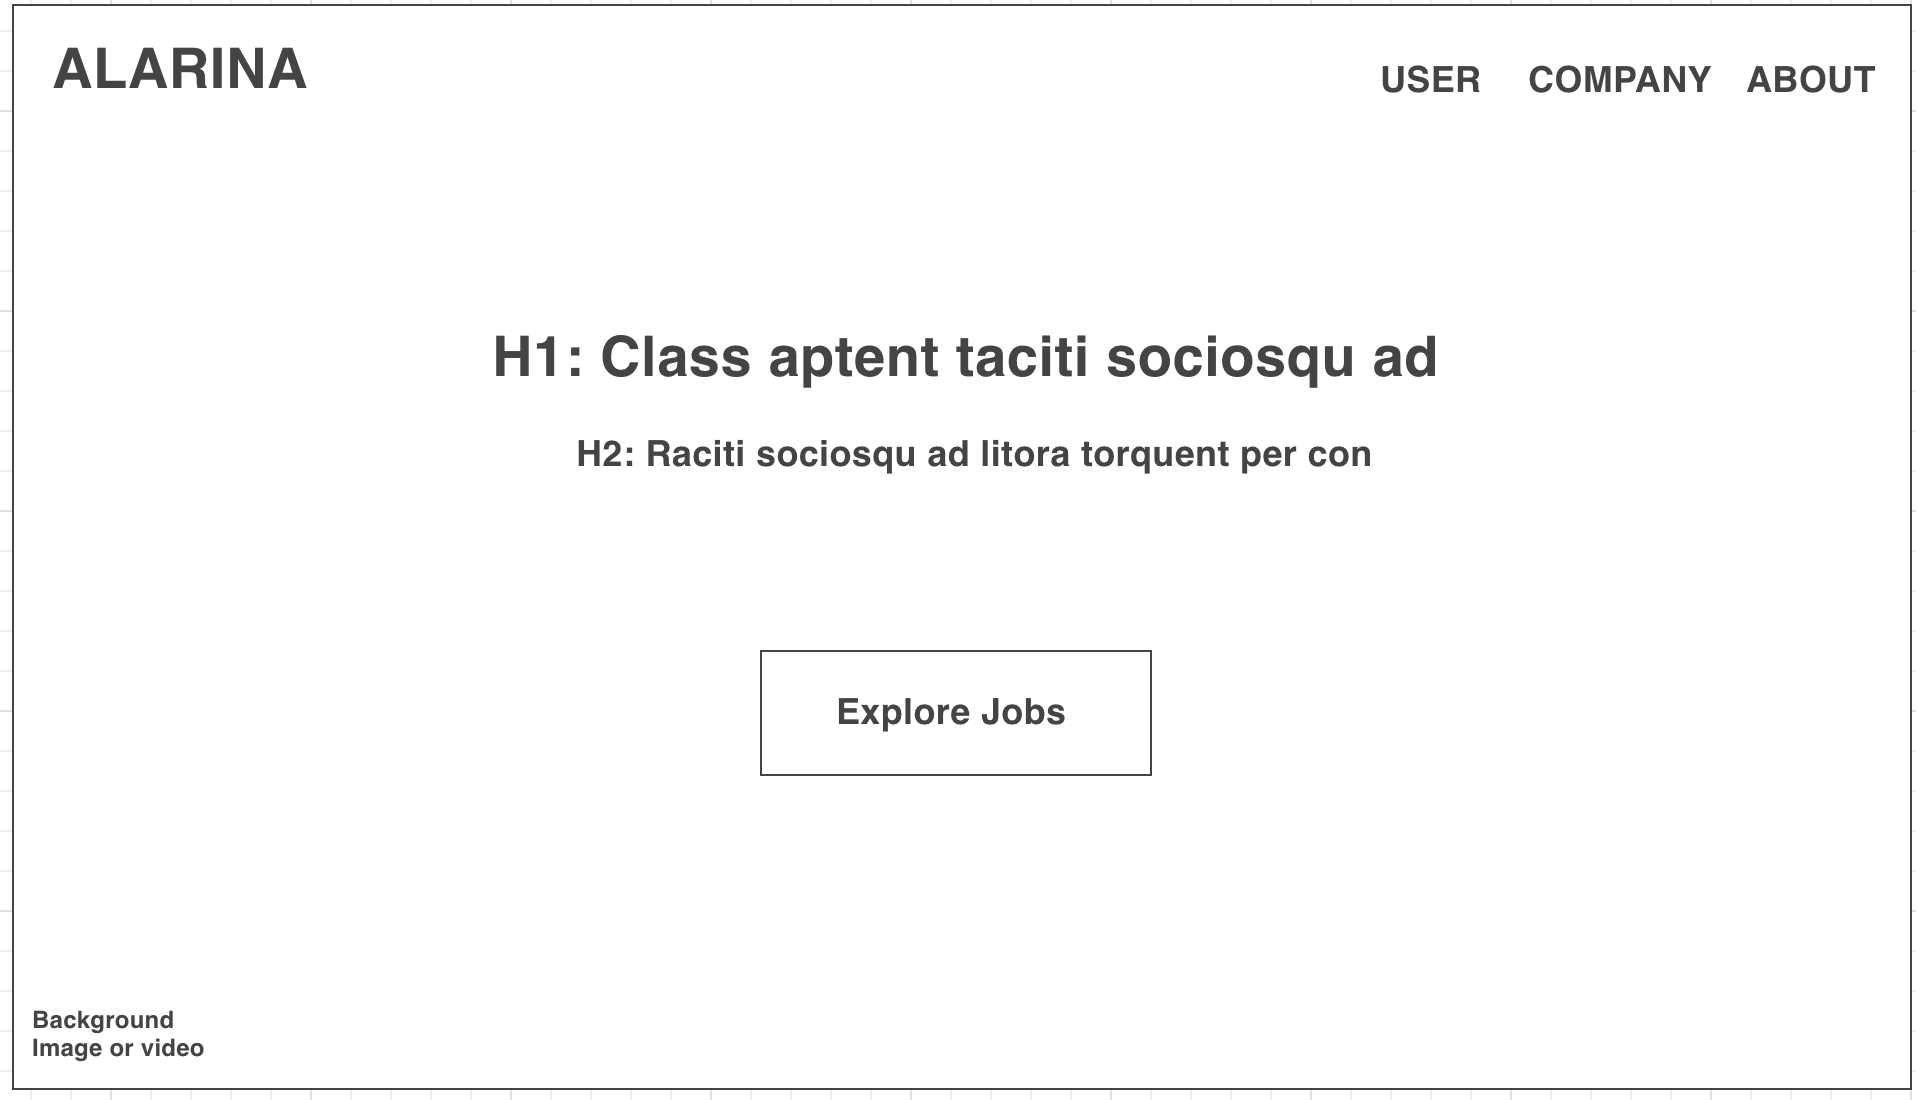 ALARINA
USER COMPANY ABOUT
H1: Class aptent taciti sociosqu ad
H2: Raciti sociosqu ad litora torquent per con
Explore Jobs
Background
Image or video